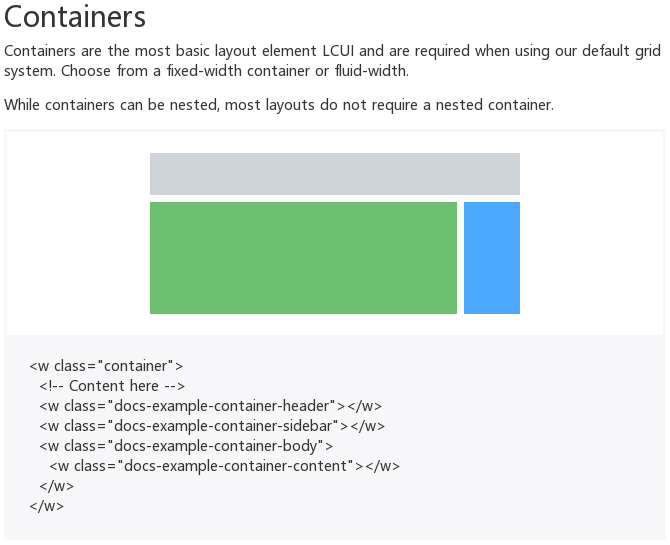 Containers
Containers are the most basic layout element LCUI and are required when using our default grid
system. Choose from a fixed-width container or fluid-width.
While containers can be nested, most layouts do not require a nested container.
<w class="container">
<!-- Content here -->
<w class="docs-example-container-header"></w>
<w class="docs-example-container-sidebar"></w>
<w class="docs-example-container-body">
<w class="docs-example-container-content"></w>
</w>
</w>